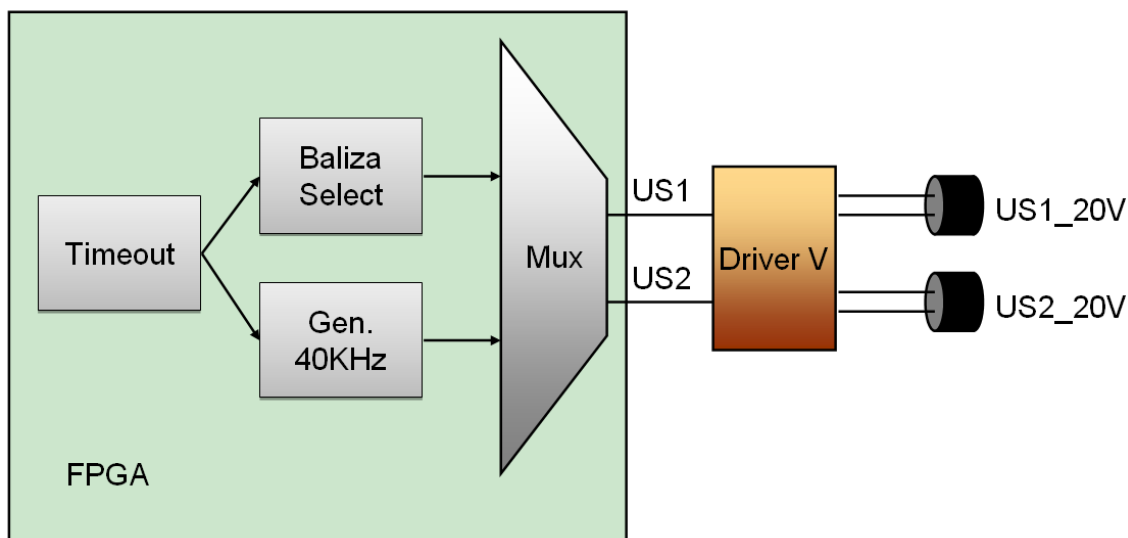 Timeout
Baliza
Select
Gen.
40KHz
Mux
US1
US2
Driver V
US1_20V
US2_20V
FPGA